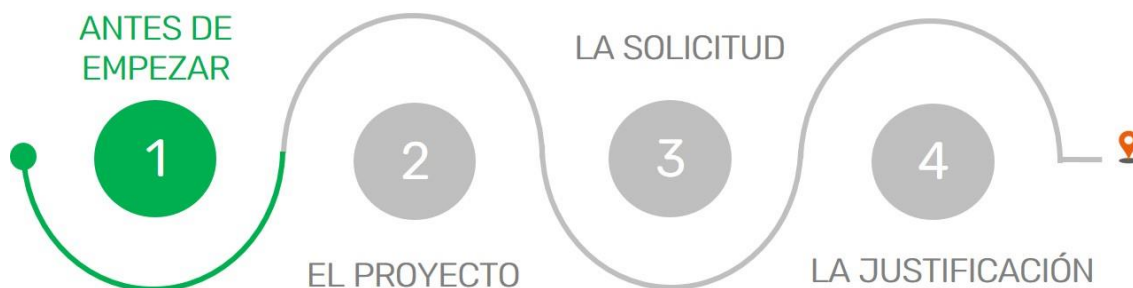 ANTES DE
EMPEZAR
1
2
EL PROYECTO
LA SOLICITUD
3
4
LA JUSTIFICACIÓN